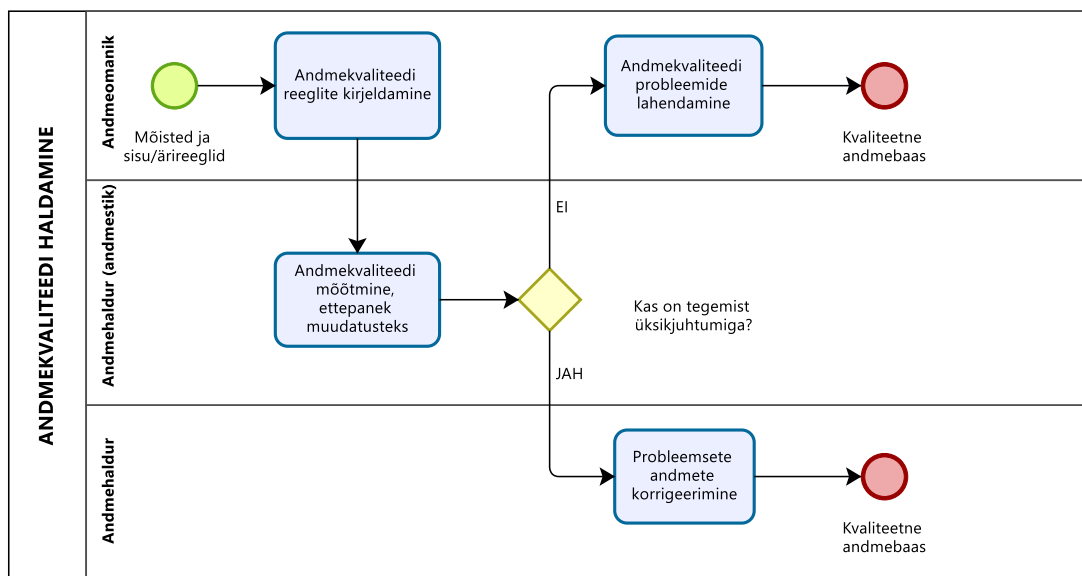 ANDMEKVALITEEDI HALDAMINE
Andmeomanik
Mõisted ja
sisu/ärireeglid
Andmekvaliteedi
reeglite kirjeldamine
Andmekvaliteedi
probleemide
lahendamine
Kvaliteetne
andmebaas
Andmehaldur (andmestik)
Andmekvaliteedi
mõõtmine,
ettepanek
muudatusteks
EI
Kas on tegemist
üksikjuhtumiga?
JAH
Andmehaldur
Probleemsete
andmete
korrigeerimine
Kvaliteetne
andmebaas